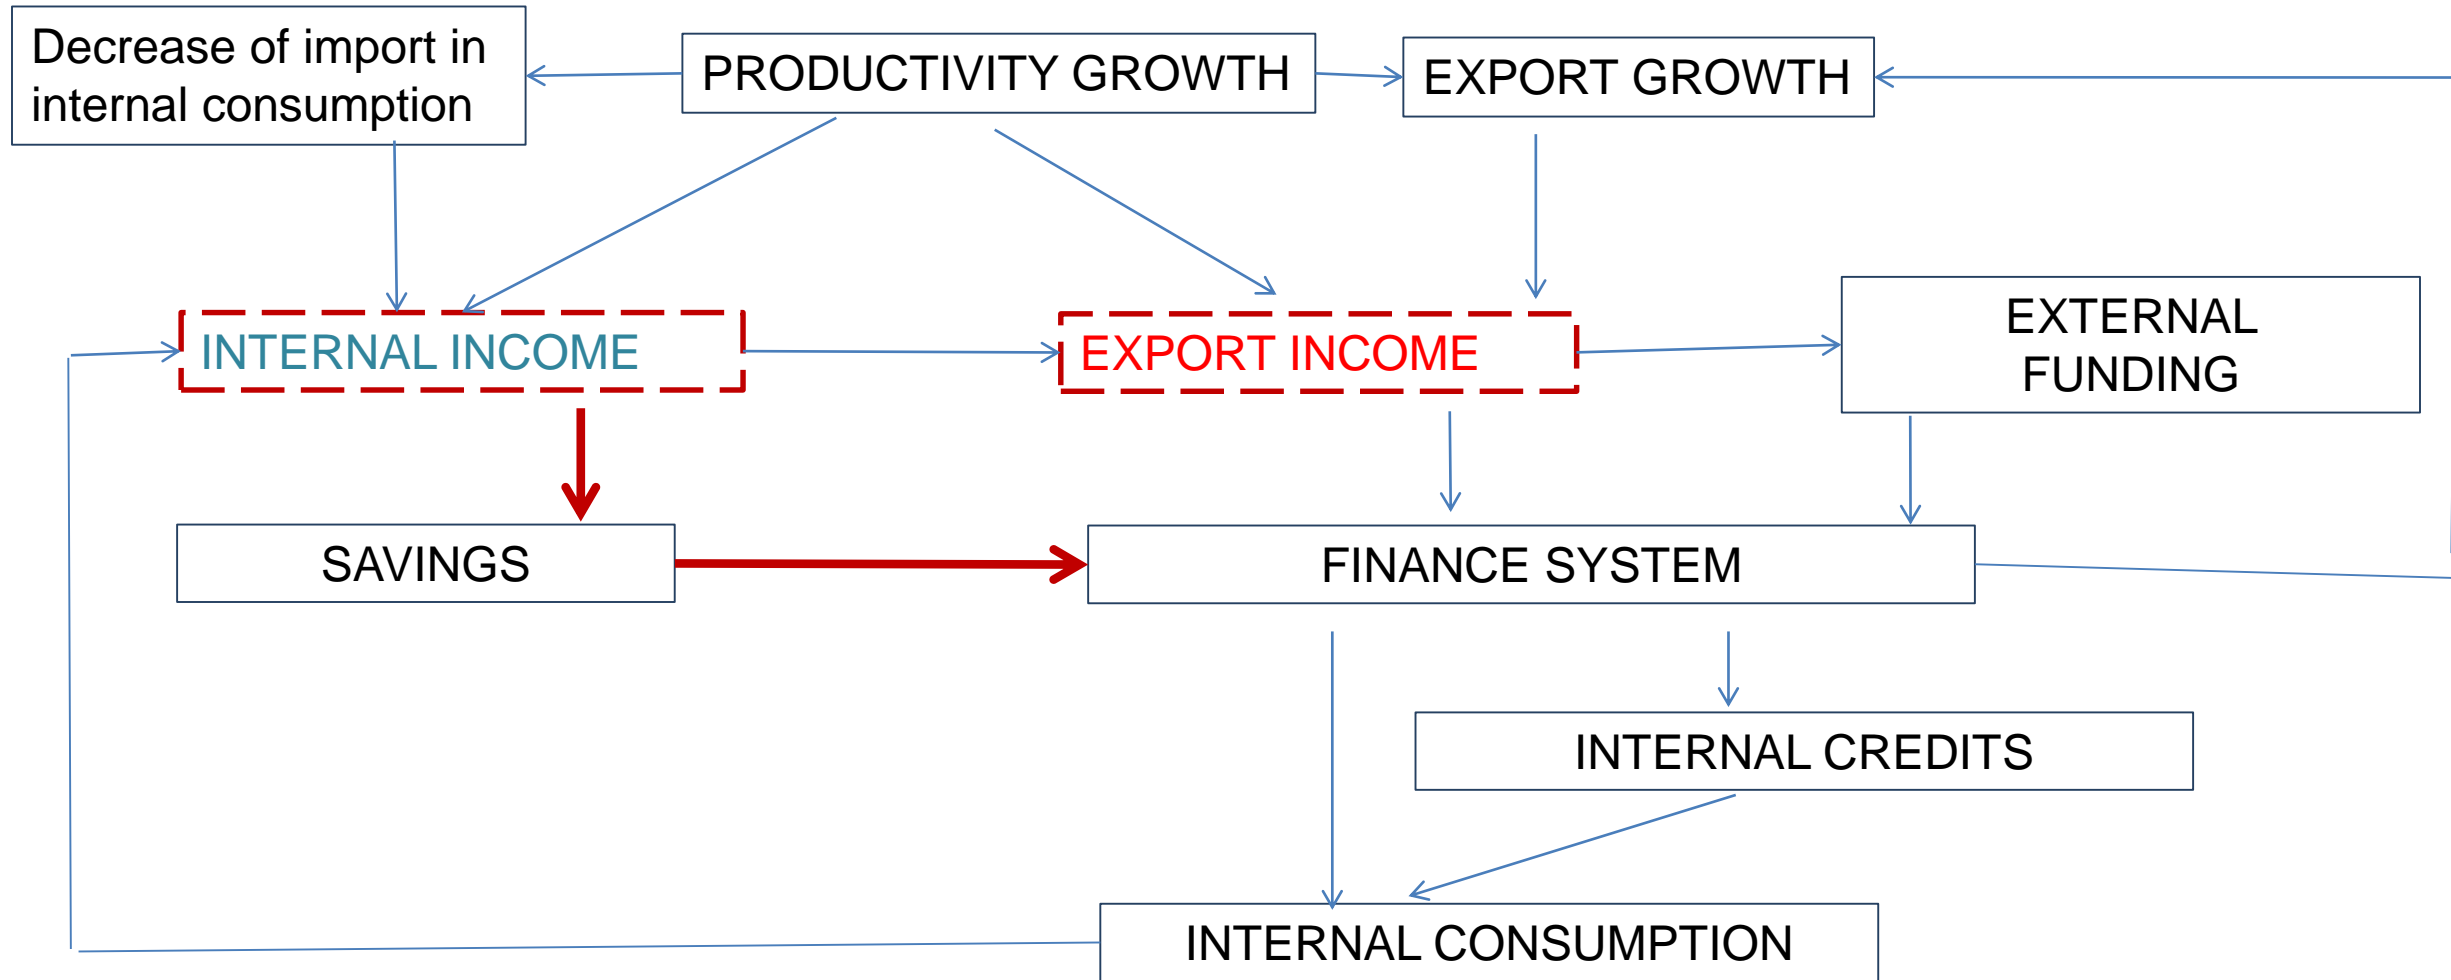 Decrease of import in
internal consumption
PRODUCTIVITY GROWTH
EXPORT GROWTH
INTERNAL INCOME
EXPORT INCOME
EXTERNAL
FUNDING
SAVINGS
FINANCE SYSTEM
INTERNAL CREDITS
INTERNAL CONSUMPTION